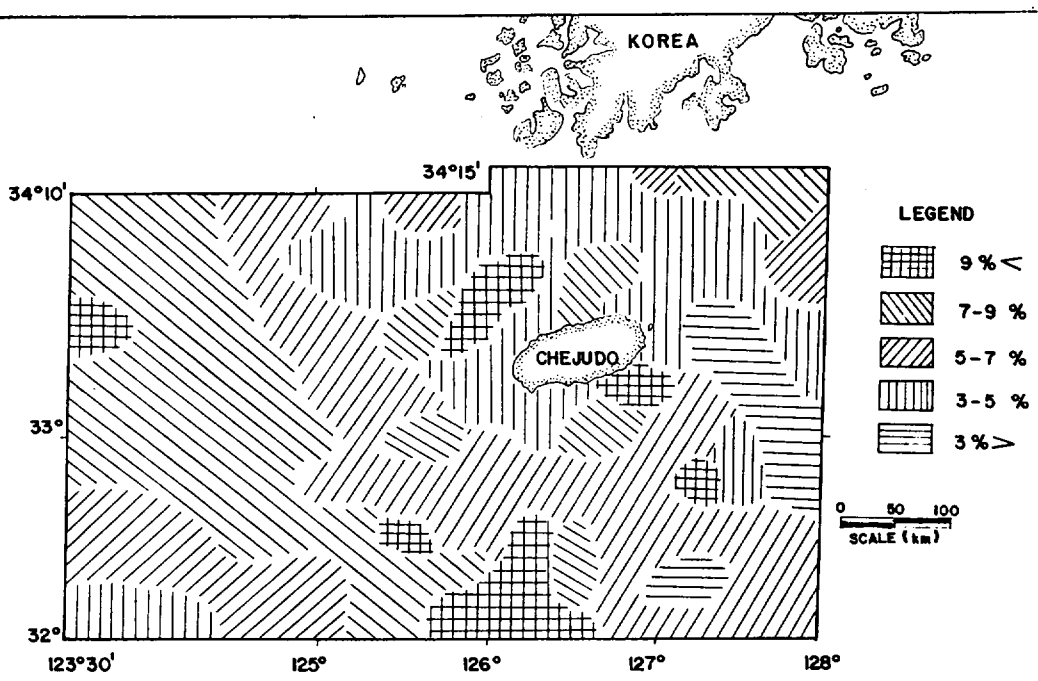 KOREA
34°15'
34°10'
CHEJUDO
33°
32°
123°30'
125°
126°
127°
128°
LEGEND
9 % <
7-9 %
5-7 %
3-5 %
3 % >
0 50 100
SCALE (km)